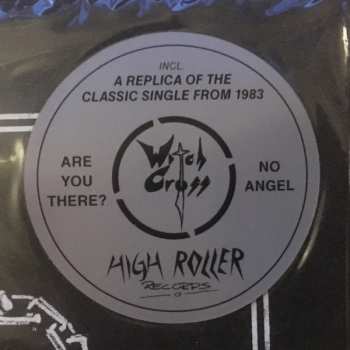 INCL.
A REPLICA OF THE
CLASSIC SINGLE FROM 1983
ARE
YOU
THERE?
Witch
Cross
NO
ANGEL
HIGH ROLLER
RECORDS